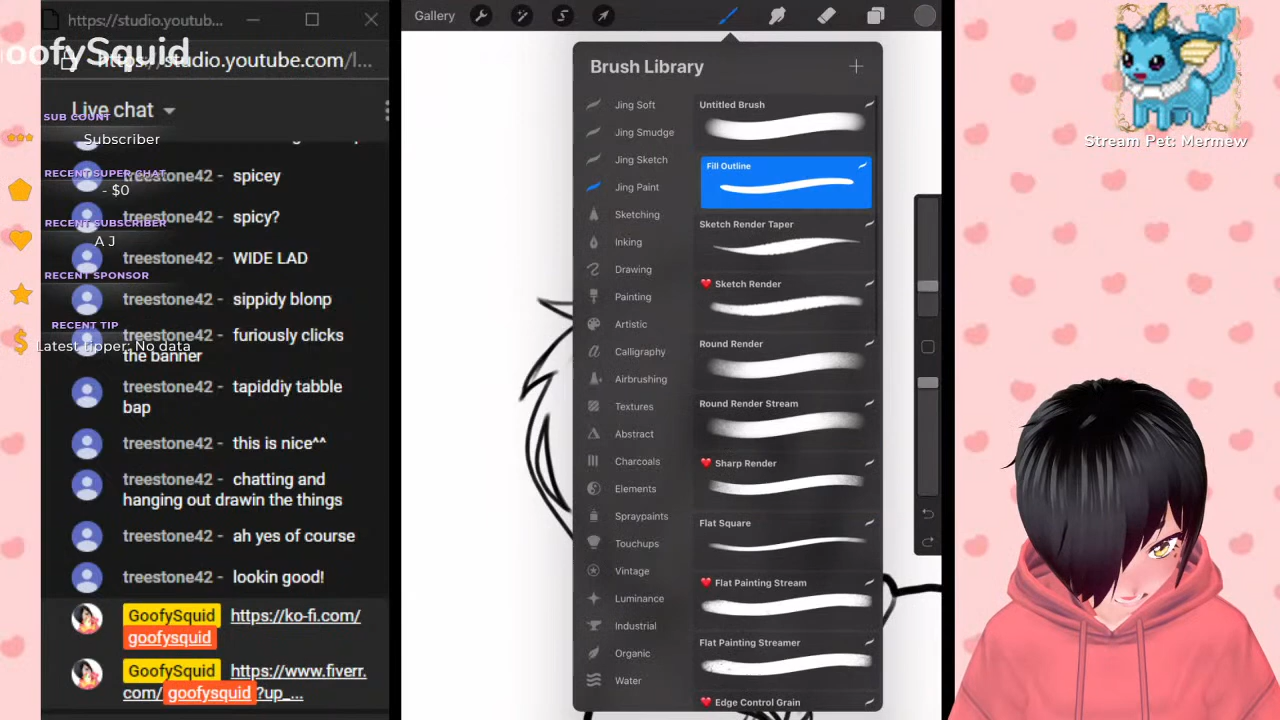 https://studio.youtub...
oofySquid
https://studio.youtube.com/l...
Live chat
SUB COUNT
Subscriber
RECENT SUPER CHAT
- $0
RECENT SUBSCRIBER
A J
RECENT SPONSOR
RECENT TIP
Latest tipper: No data
treestone42 - spicey
treestone42 - spicy?
treestone42 - WIDE LAD
treestone42 - sippidy blonp
treestone42 - furiously clicks
the banner
treestone42 - tapiddiy tabble
bap
treestone42 - this is nice^^
treestone42 - chatting and
hanging out drawin the things
treestone42 - ah yes of course
treestone42 - lookin good!
GoofySquid https://ko-fi.com/
goofysquid
GoofySquid https://www.fiverr.
com/goofysquid?up_...
Gallery
Brush Library
Jing Soft
Jing Smudge
Jing Sketch
Jing Paint
Sketching
Inking
Drawing
Painting
Artistic
Calligraphy
Airbrushing
Textures
Abstract
Charcoals
Elements
Spraypaints
Touchups
Vintage
Luminance
Industrial
Organic
Water
Untitled Brush
Fill Outline
Sketch Render Taper
❤️ Sketch Render
Round Render
Round Render Stream
❤️ Sharp Render
Flat Square
❤️ Flat Painting Stream
Flat Painting Streamer
❤️ Edge Control Grain
Stream Pet: Mermew